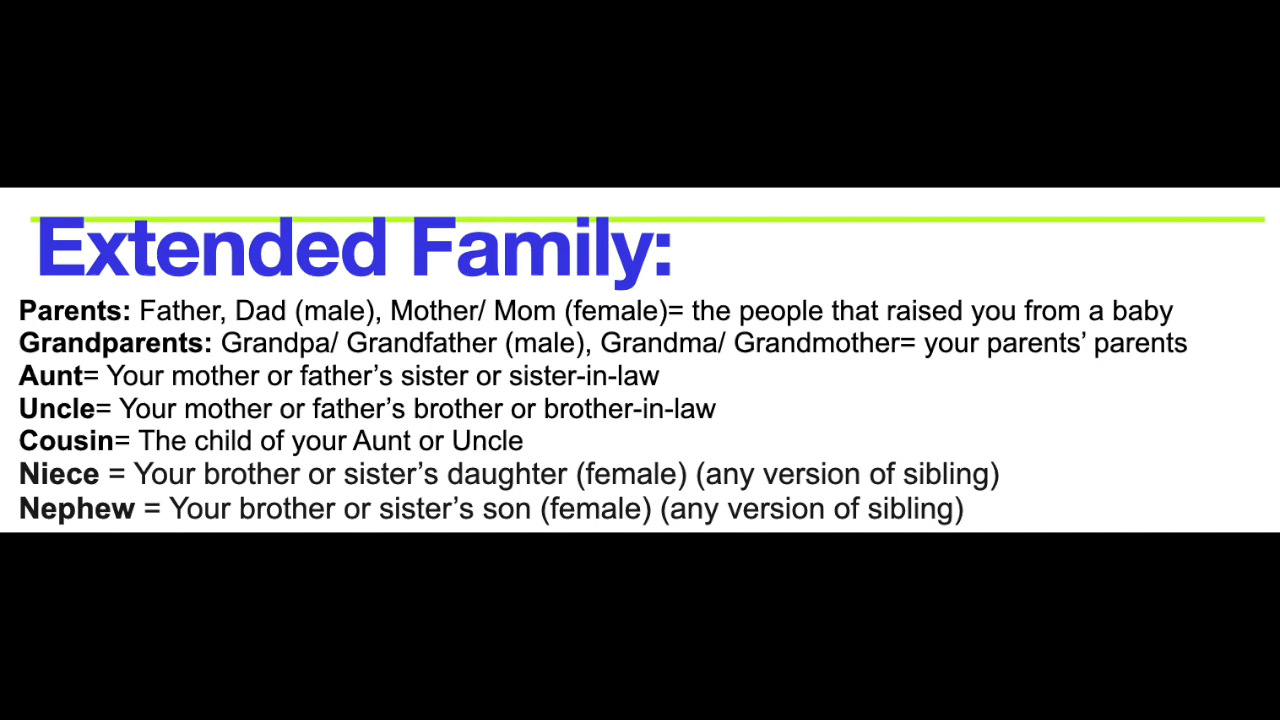 Extended Family:
Parents: Father, Dad (male), Mother/ Mom (female)= the people that raised you from a baby
Grandparents: Grandpa/ Grandfather (male), Grandma/ Grandmother= your parents’ parents
Aunt= Your mother or father’s sister or sister-in-law
Uncle= Your mother or father’s brother or brother-in-law
Cousin= The child of your Aunt or Uncle
Niece = Your brother or sister’s daughter (female) (any version of sibling)
Nephew = Your brother or sister’s son (female) (any version of sibling)